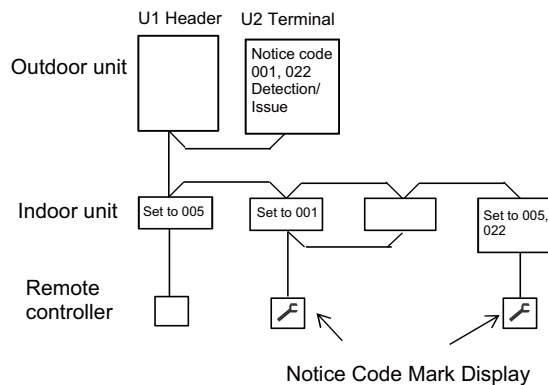 U1 Header
U2 Terminal
Outdoor unit
Notice code
001, 022
Detection/
Issue
Indoor unit
Set to 005
Set to 001
Set to 005,
022
Remote
controller
Notice Code Mark Display